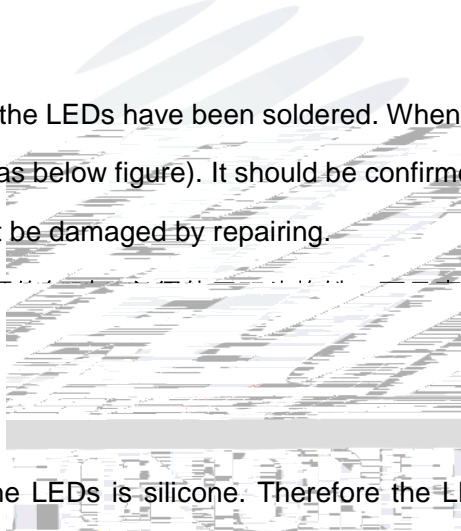 the LEDs have been soldered. When
as below figure). It should be confirme
t be damaged by repairing.
he LEDs is silicone. Therefore the LE